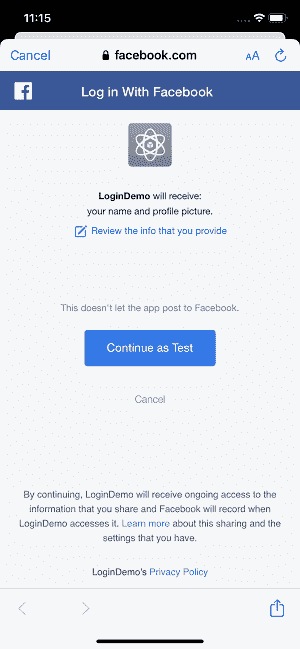 11:15
Cancel
facebook.com
AA
Log in With Facebook
LoginDemo will receive:
your name and profile picture.
Review the info that you provide
This doesn't let the app post to Facebook.
Continue as Test
Cancel
By continuing, LoginDemo will receive ongoing access to the
information that you share and Facebook will record when
LoginDemo accesses it. Learn more about this sharing and the
settings that you have.
LoginDemo's Privacy Policy